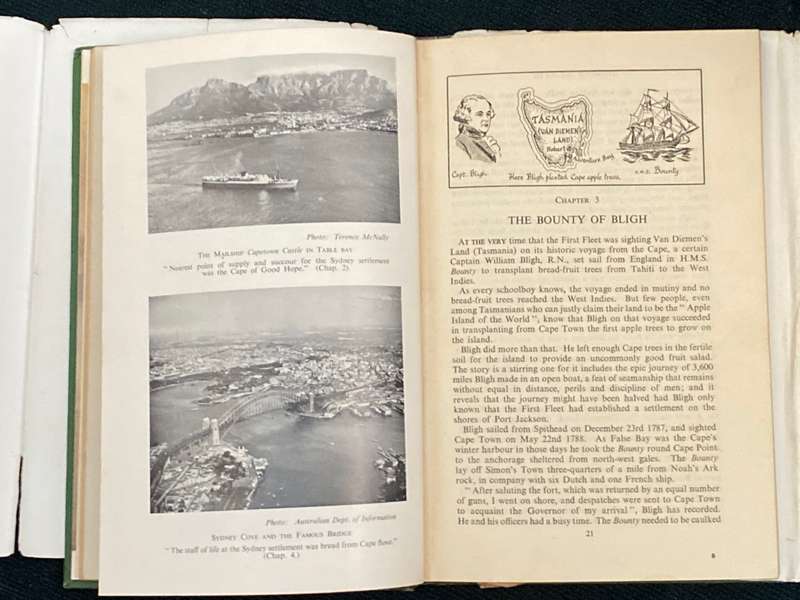 Photo: Terence McNally
THE MAILSHIP Capetown Castle IN TABLE BAY
"Nearest point of supply and succour for the Sydney settlement
was the Cape of Good Hope." (Chap. 2).
Photo: Australian Dept. of Information
SYDNEY COVE AND THE FAMOUS BRIDGE
"The staff of life at the Sydney settlement was bread from Cape flour."
(Chap. 4.)
TASMANIA
(VAN DIEMEN'S
LAND)
Hobart
Adventure Bay
Capt. Bligh.
Here Bligh planted Cape apple trees.
H.M.S. Bounty
CHAPTER 3
THE BOUNTY OF BLIGH
AT THE VERY time that the First Fleet was sighting Van Diemen's
Land (Tasmania) on its historic voyage from the Cape, a certain
Captain William Bligh, R.N., set sail from England in H.M.S.
Bounty to transplant bread-fruit trees from Tahiti to the West
Indies.
As every schoolboy knows, the voyage ended in mutiny and no
bread-fruit trees reached the West Indies. But few people, even
among Tasmanians who can justly claim their land to be the "Apple
Island of the World", know that Bligh on that voyage succeeded
in transplanting from Cape Town the first apple trees to grow on
the island.
Bligh did more than that. He left enough Cape trees in the fertile
soil for the island to provide an uncommonly good fruit salad.
The story is a stirring one for it includes the epic journey of 3,600
miles Bligh made in an open boat, a feat of seamanship that remains
without equal in distance, perils and discipline of men; and it
reveals that the journey might have been halved had Bligh only
known that the First Fleet had established a settlement on the
shores of Port Jackson.
Bligh sailed from Spithead on December 23rd 1787, and sighted
Cape Town on May 22nd 1788. As False Bay was the Cape's
winter harbour in those days he took the Bounty round Cape Point
to the anchorage sheltered from north-west gales. The Bounty
lay off Simon's Town three-quarters of a mile from Noah's Ark
rock, in company with six Dutch and one French ship.
"After saluting the fort, which was returned by an equal number
of guns, I went on shore, and despatches were sent to Cape Town
to acquaint the Governor of my arrival", Bligh has recorded.
He and his officers had a busy time. The Bounty needed to be caulked
21